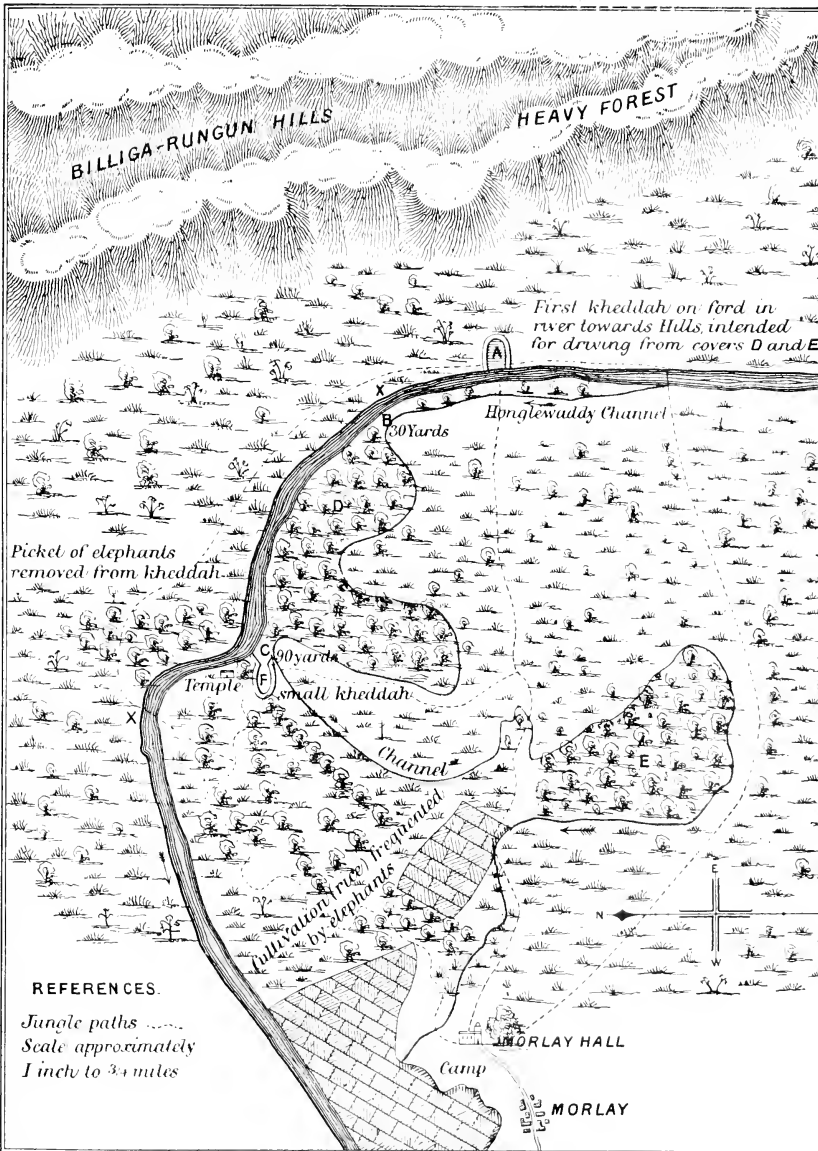 BILLIGA-RUNGUN HILLS
HEAVY FOREST
First kheddah on ford in
river towards Hills, intended
for driving from covers D and E
A
X
B
30 Yards
Honglewaddy Channel
D
Picket of elephants
removed from kheddah
C
90 yards
Temple
F
small kheddah
X
Channel
E
Cultivation (rice) frequented
by elephants
E
N
W
REFERENCES.
Jungle paths ......
Scale approximately
1 inch to 3/4 miles
MORLAY HALL
Camp
MORLAY